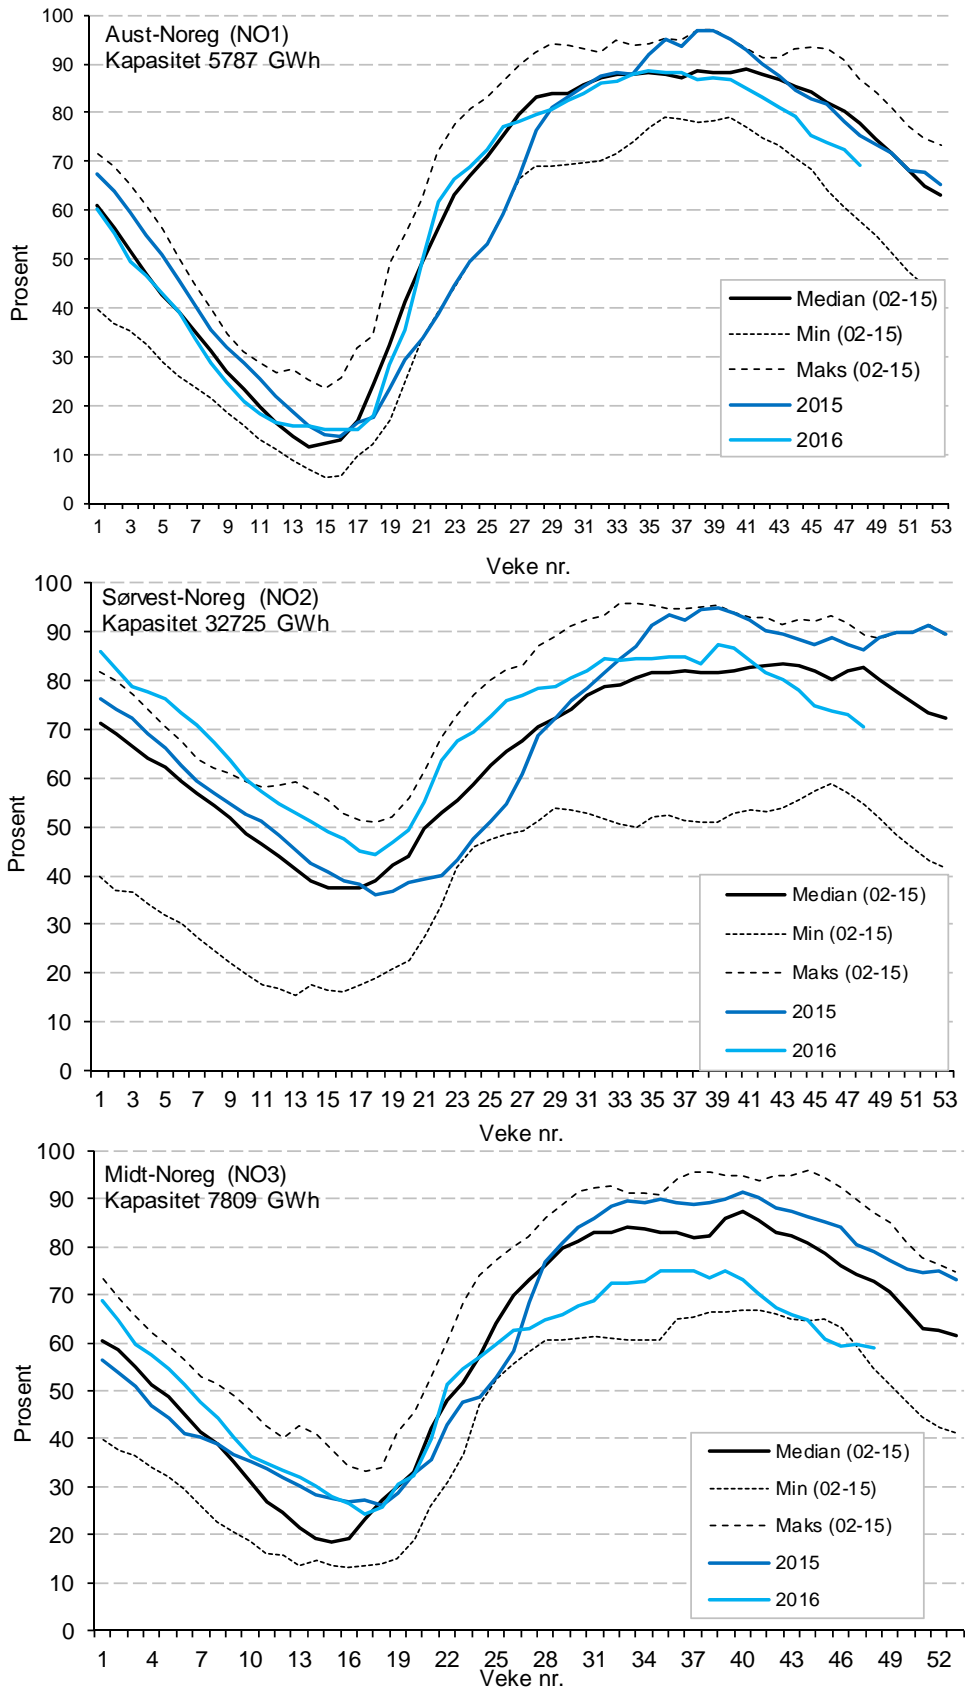 Aust-Noreg (NO1)
Kapasitet 5787 GWh
100
90
80
70
60
50
40
30
20
10
0
Prosent
Median (02-15)
Min (02-15)
Maks (02-15)
2015
2016
1 3 5 7 9 11 13 15 17 19 21 23 25 27 29 31 33 35 37 39 41 43 45 47 49 51 53
Veke nr.
Sørvest-Noreg (NO2)
Kapasitet 32725 GWh
100
90
80
70
60
50
40
30
20
10
0
Prosent
Median (02-15)
Min (02-15)
Maks (02-15)
2015
2016
1 3 5 7 9 11 13 15 17 19 21 23 25 27 29 31 33 35 37 39 41 43 45 47 49 51 53
Veke nr.
Midt-Noreg (NO3)
Kapasitet 7809 GWh
100
90
80
70
60
50
40
30
20
10
0
Prosent
Median (02-15)
Min (02-15)
Maks (02-15)
2015
2016
1 4 7 10 13 16 19 22 25 28 31 34 37 40 43 46 49 52
Veke nr.